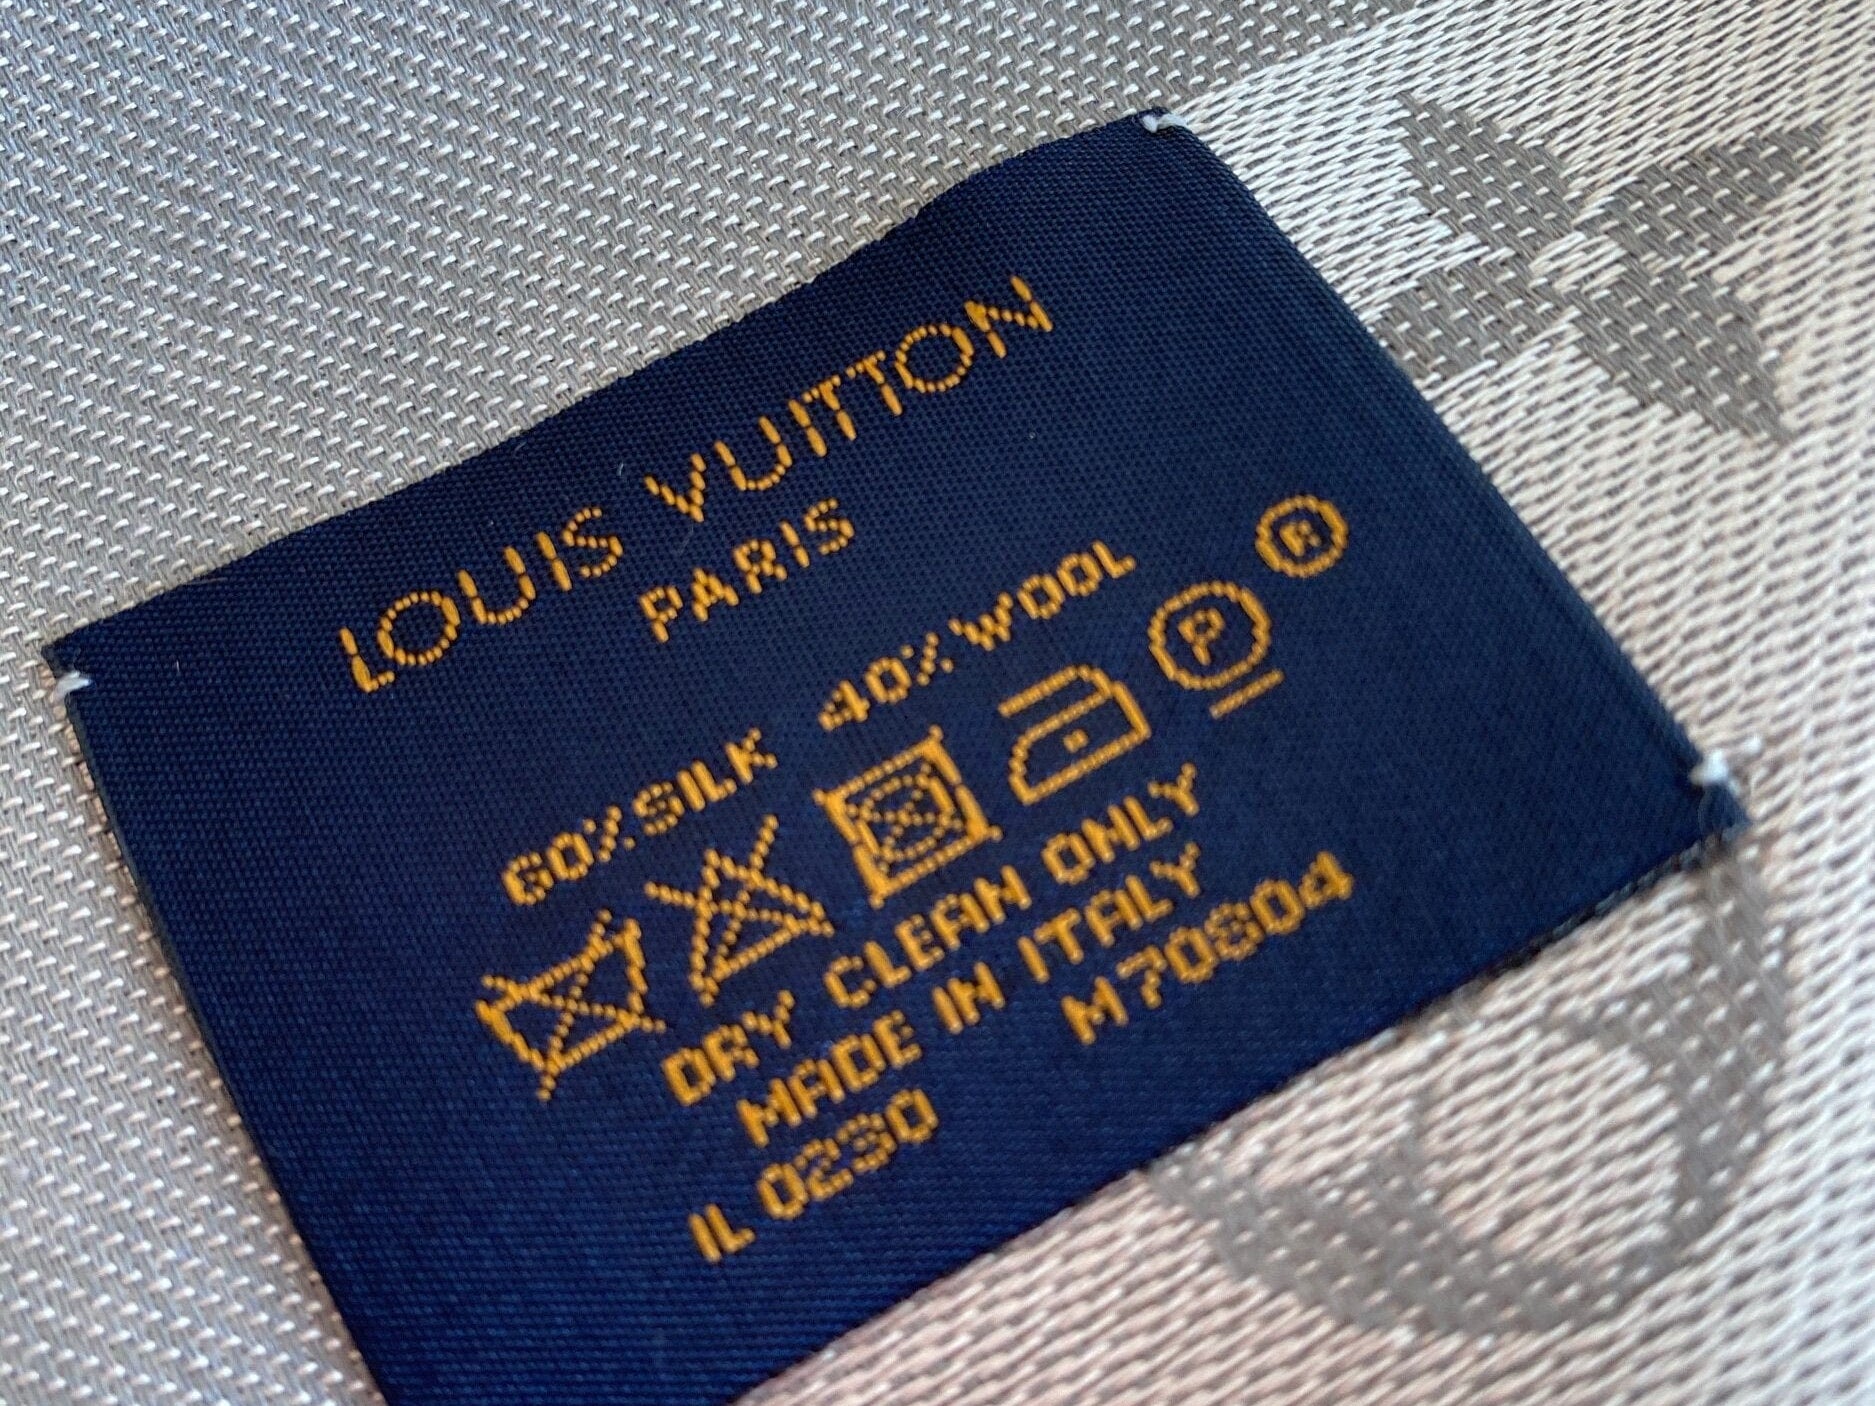 LOUIS VUITTON
PARIS
®
60% SILK 40% WOOL
P
DRY CLEAN ONLY
MADE IN ITALY
M70804
IL 0230